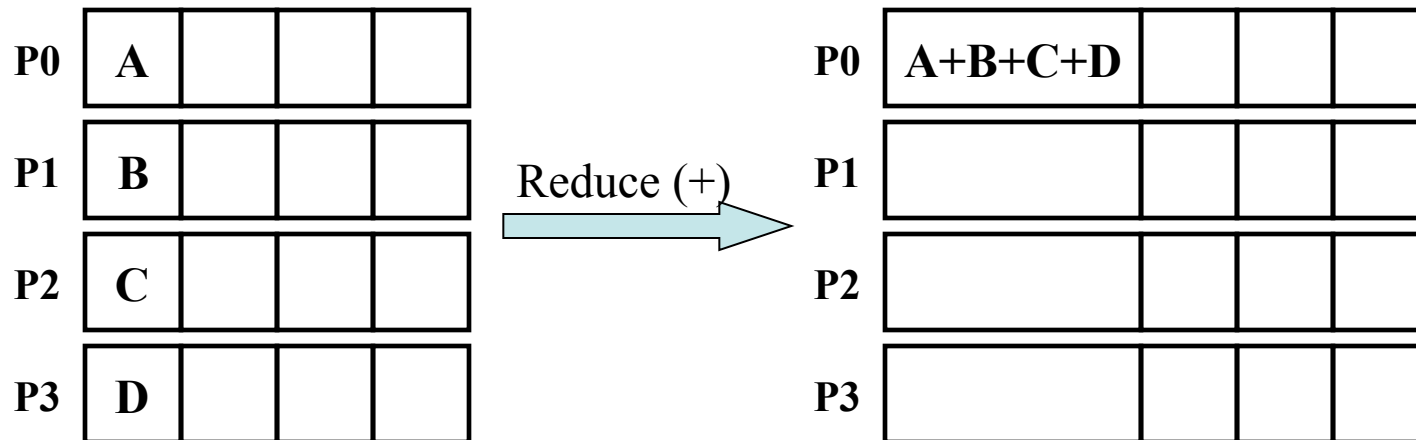 P0 A P0 A+B+C+D
P1 B Reduce (+) P1
P2 C P2
P3 D P3